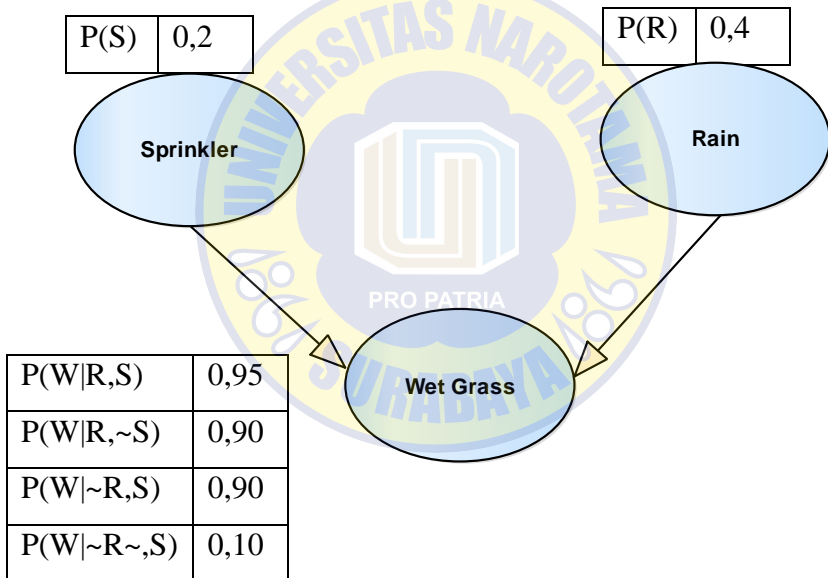 P(S) 0,2
P(R) 0,4
UNIVERSITAS NAROTAMA
Sprinkler
Rain
PRO PATRIA
SURABAYA
Wet Grass
P(W|R,S) 0,95
P(W|R,~S) 0,90
P(W|~R,S) 0,90
P(W|~R~,S) 0,10